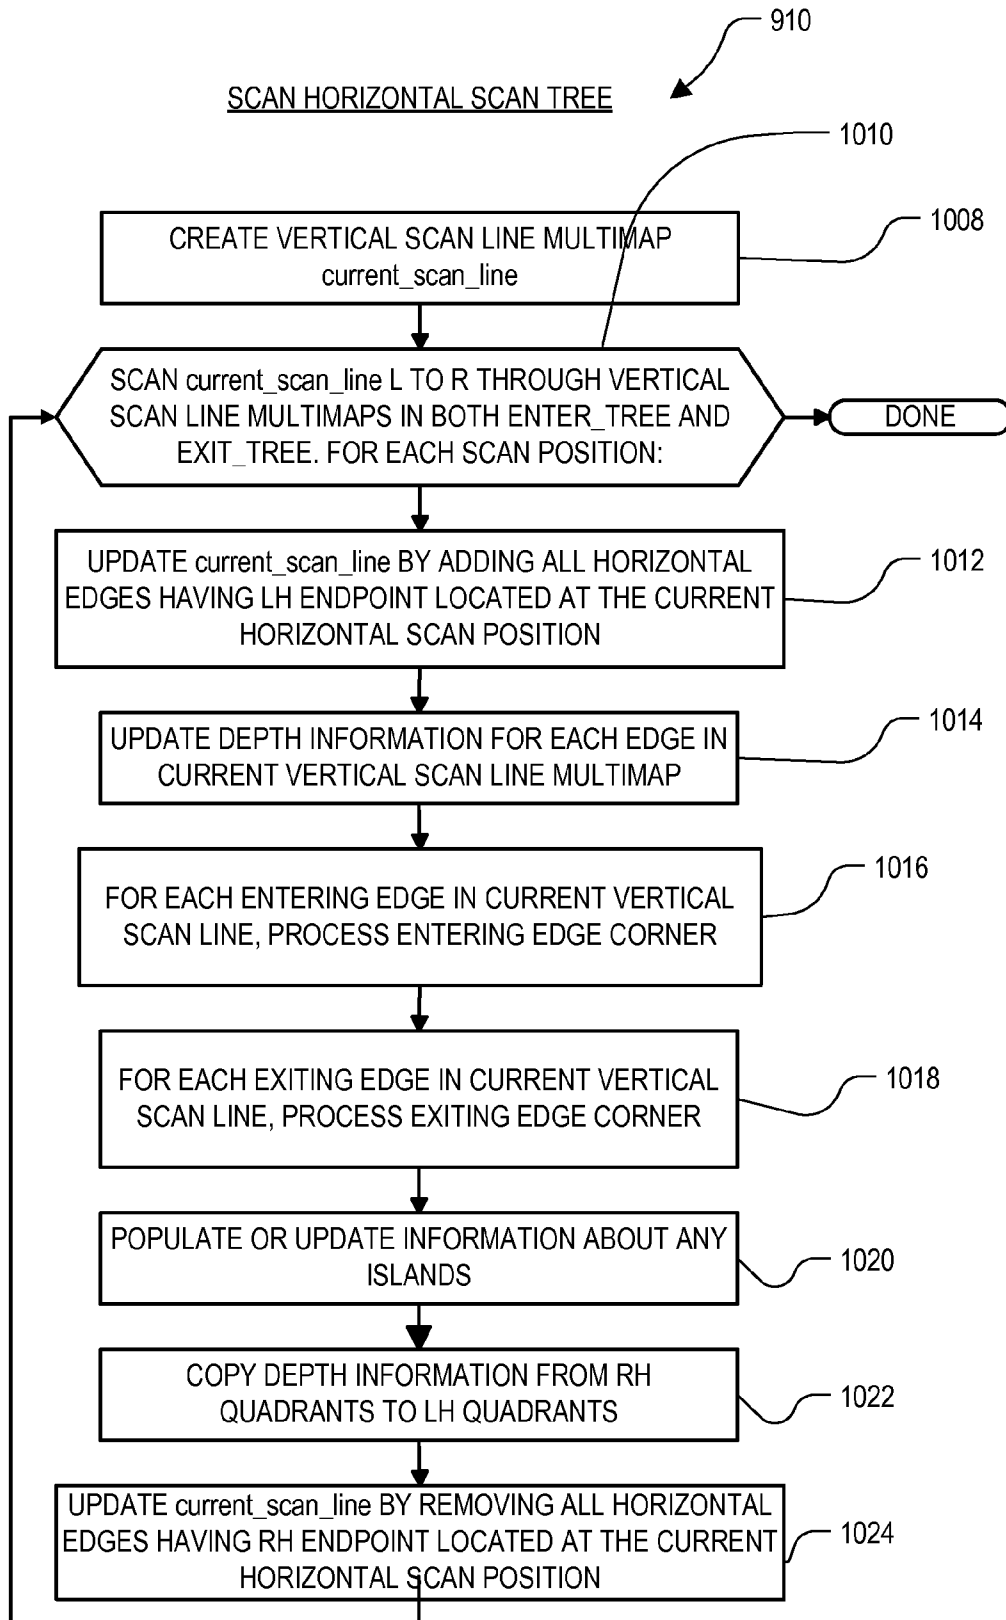 910
SCAN HORIZONTAL SCAN TREE
1010
1008
CREATE VERTICAL SCAN LINE MULTIMAP
current_scan_line
SCAN current_scan_line L TO R THROUGH VERTICAL
SCAN LINE MULTIMAPS IN BOTH ENTER_TREE AND
EXIT_TREE. FOR EACH SCAN POSITION:
DONE
UPDATE current_scan_line BY ADDING ALL HORIZONTAL
EDGES HAVING LH ENDPOINT LOCATED AT THE CURRENT
HORIZONTAL SCAN POSITION
1012
UPDATE DEPTH INFORMATION FOR EACH EDGE IN
CURRENT VERTICAL SCAN LINE MULTIMAP
1014
FOR EACH ENTERING EDGE IN CURRENT VERTICAL
SCAN LINE, PROCESS ENTERING EDGE CORNER
1016
FOR EACH EXITING EDGE IN CURRENT VERTICAL
SCAN LINE, PROCESS EXITING EDGE CORNER
1018
POPULATE OR UPDATE INFORMATION ABOUT ANY
ISLANDS
1020
COPY DEPTH INFORMATION FROM RH
QUADRANTS TO LH QUADRANTS
1022
UPDATE current_scan_line BY REMOVING ALL HORIZONTAL
EDGES HAVING RH ENDPOINT LOCATED AT THE CURRENT
HORIZONTAL SCAN POSITION
1024